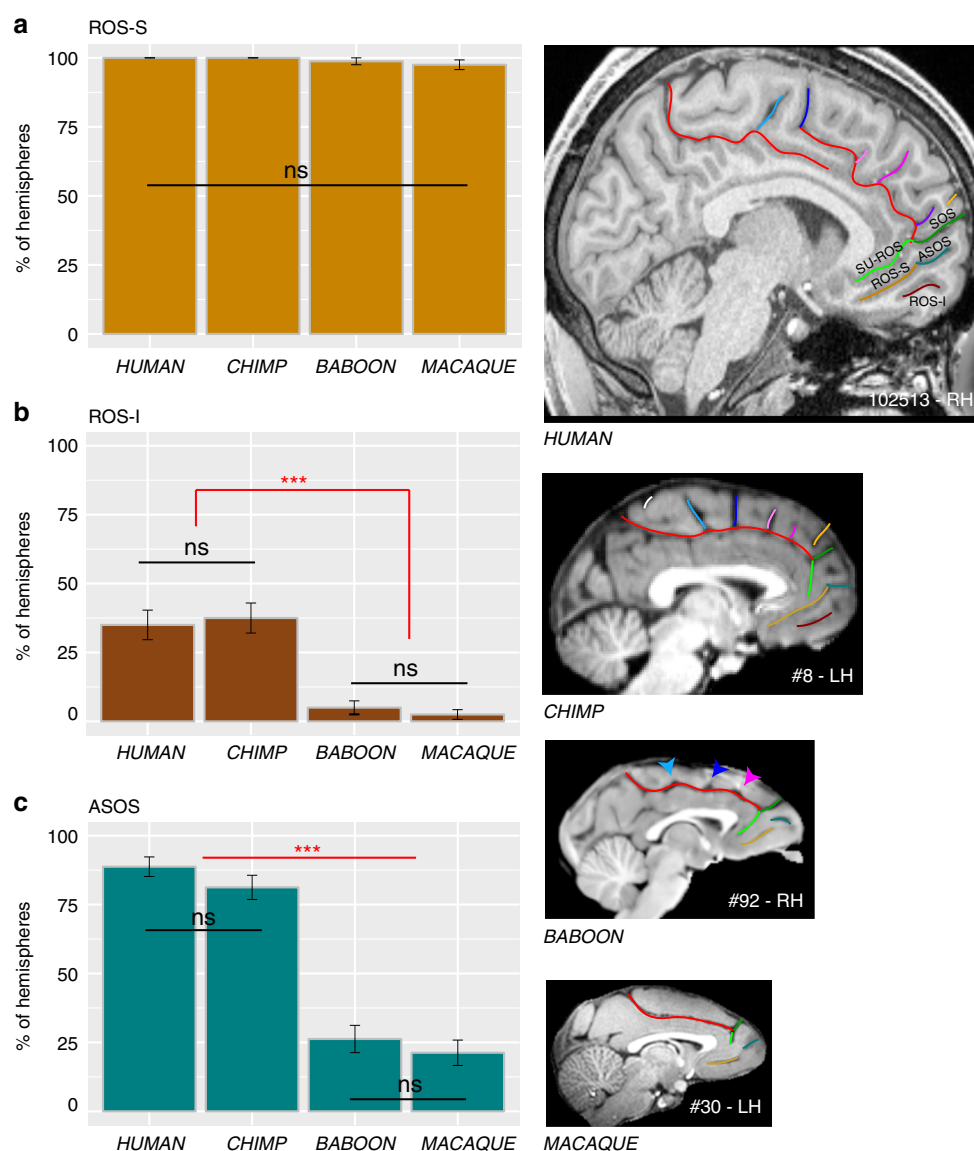 a
ROS-S
100
75
50
25
0
% of hemispheres
ns
HUMAN CHIMP BABOON MACAQUE
SOS
SU-ROS
ASOS
ROS-S
ROS-I
102513 - RH
HUMAN
b
ROS-I
100
75
50
25
0
% of hemispheres
***
ns
ns
HUMAN CHIMP BABOON MACAQUE
#8 - LH
CHIMP
#92 - RH
BABOON
c
ASOS
100
75
50
25
0
% of hemispheres
***
ns
ns
HUMAN CHIMP BABOON MACAQUE
#30 - LH
MACAQUE